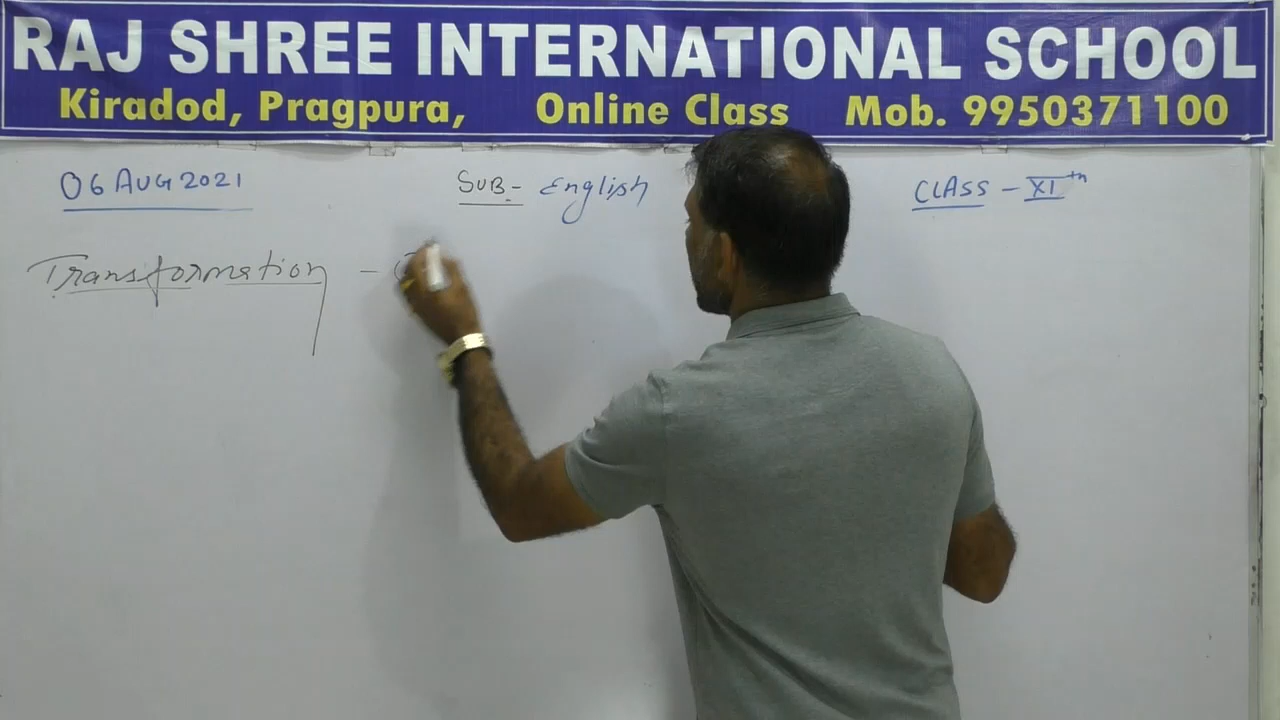 RAJ SHREE INTERNATIONAL SCHOOL
Kiradod, Pragpura, Online Class Mob. 9950371100
06 AUG 2021 SUB- English CLASS - XIth
Transformation -